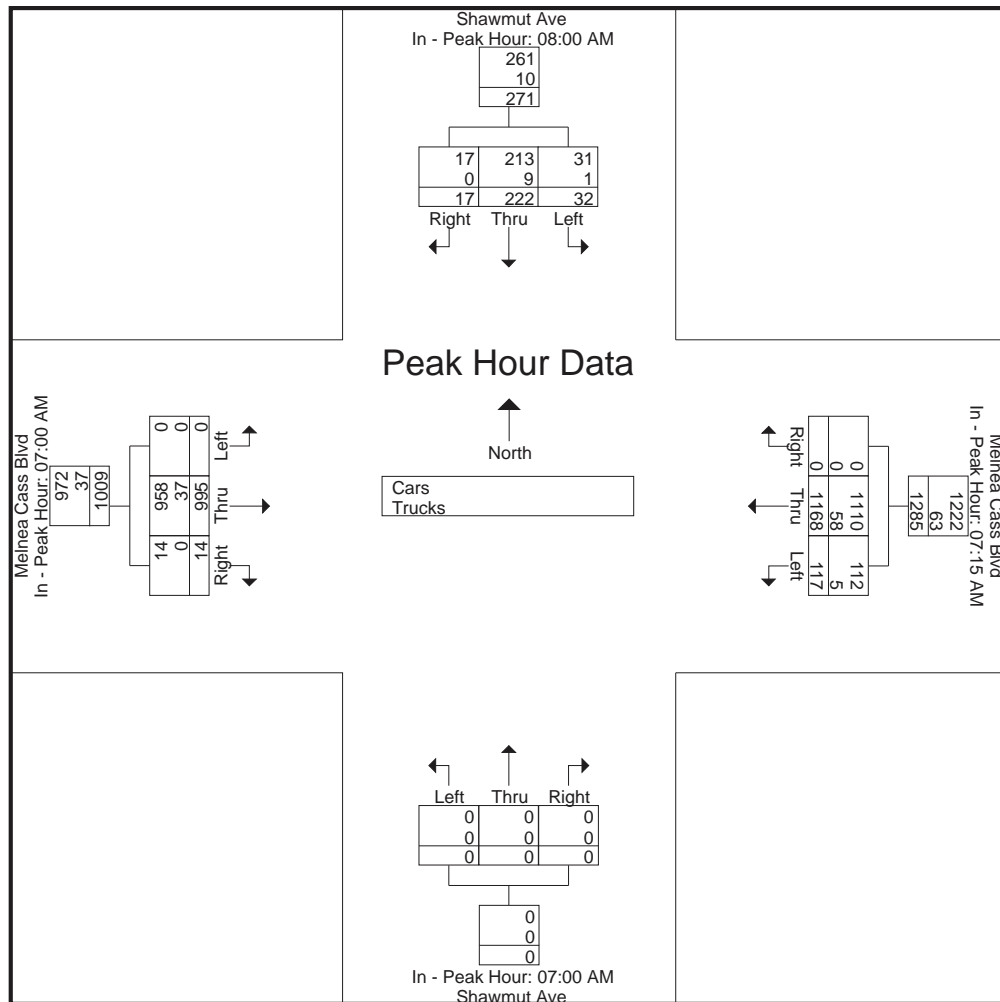 Shawmut Ave
In - Peak Hour: 08:00 AM
261
10
271
17 213 31
0 9 1
17 222 32
Right Thru Left
Peak Hour Data
North
Cars
Trucks
Melnea Cass Blvd
In - Peak Hour: 07:00 AM
972
37
1009
0 958 14
0 37 0
0 995 14
Left Thru Right
Melnea Cass Blvd
In - Peak Hour: 07:15 AM
1222
63
1285
0 1110 112
0 58 5
0 1168 117
Right Thru Left
Left Thru Right
0 0 0
0 0 0
0 0 0
0
0
0
In - Peak Hour: 07:00 AM
Shawmut Ave